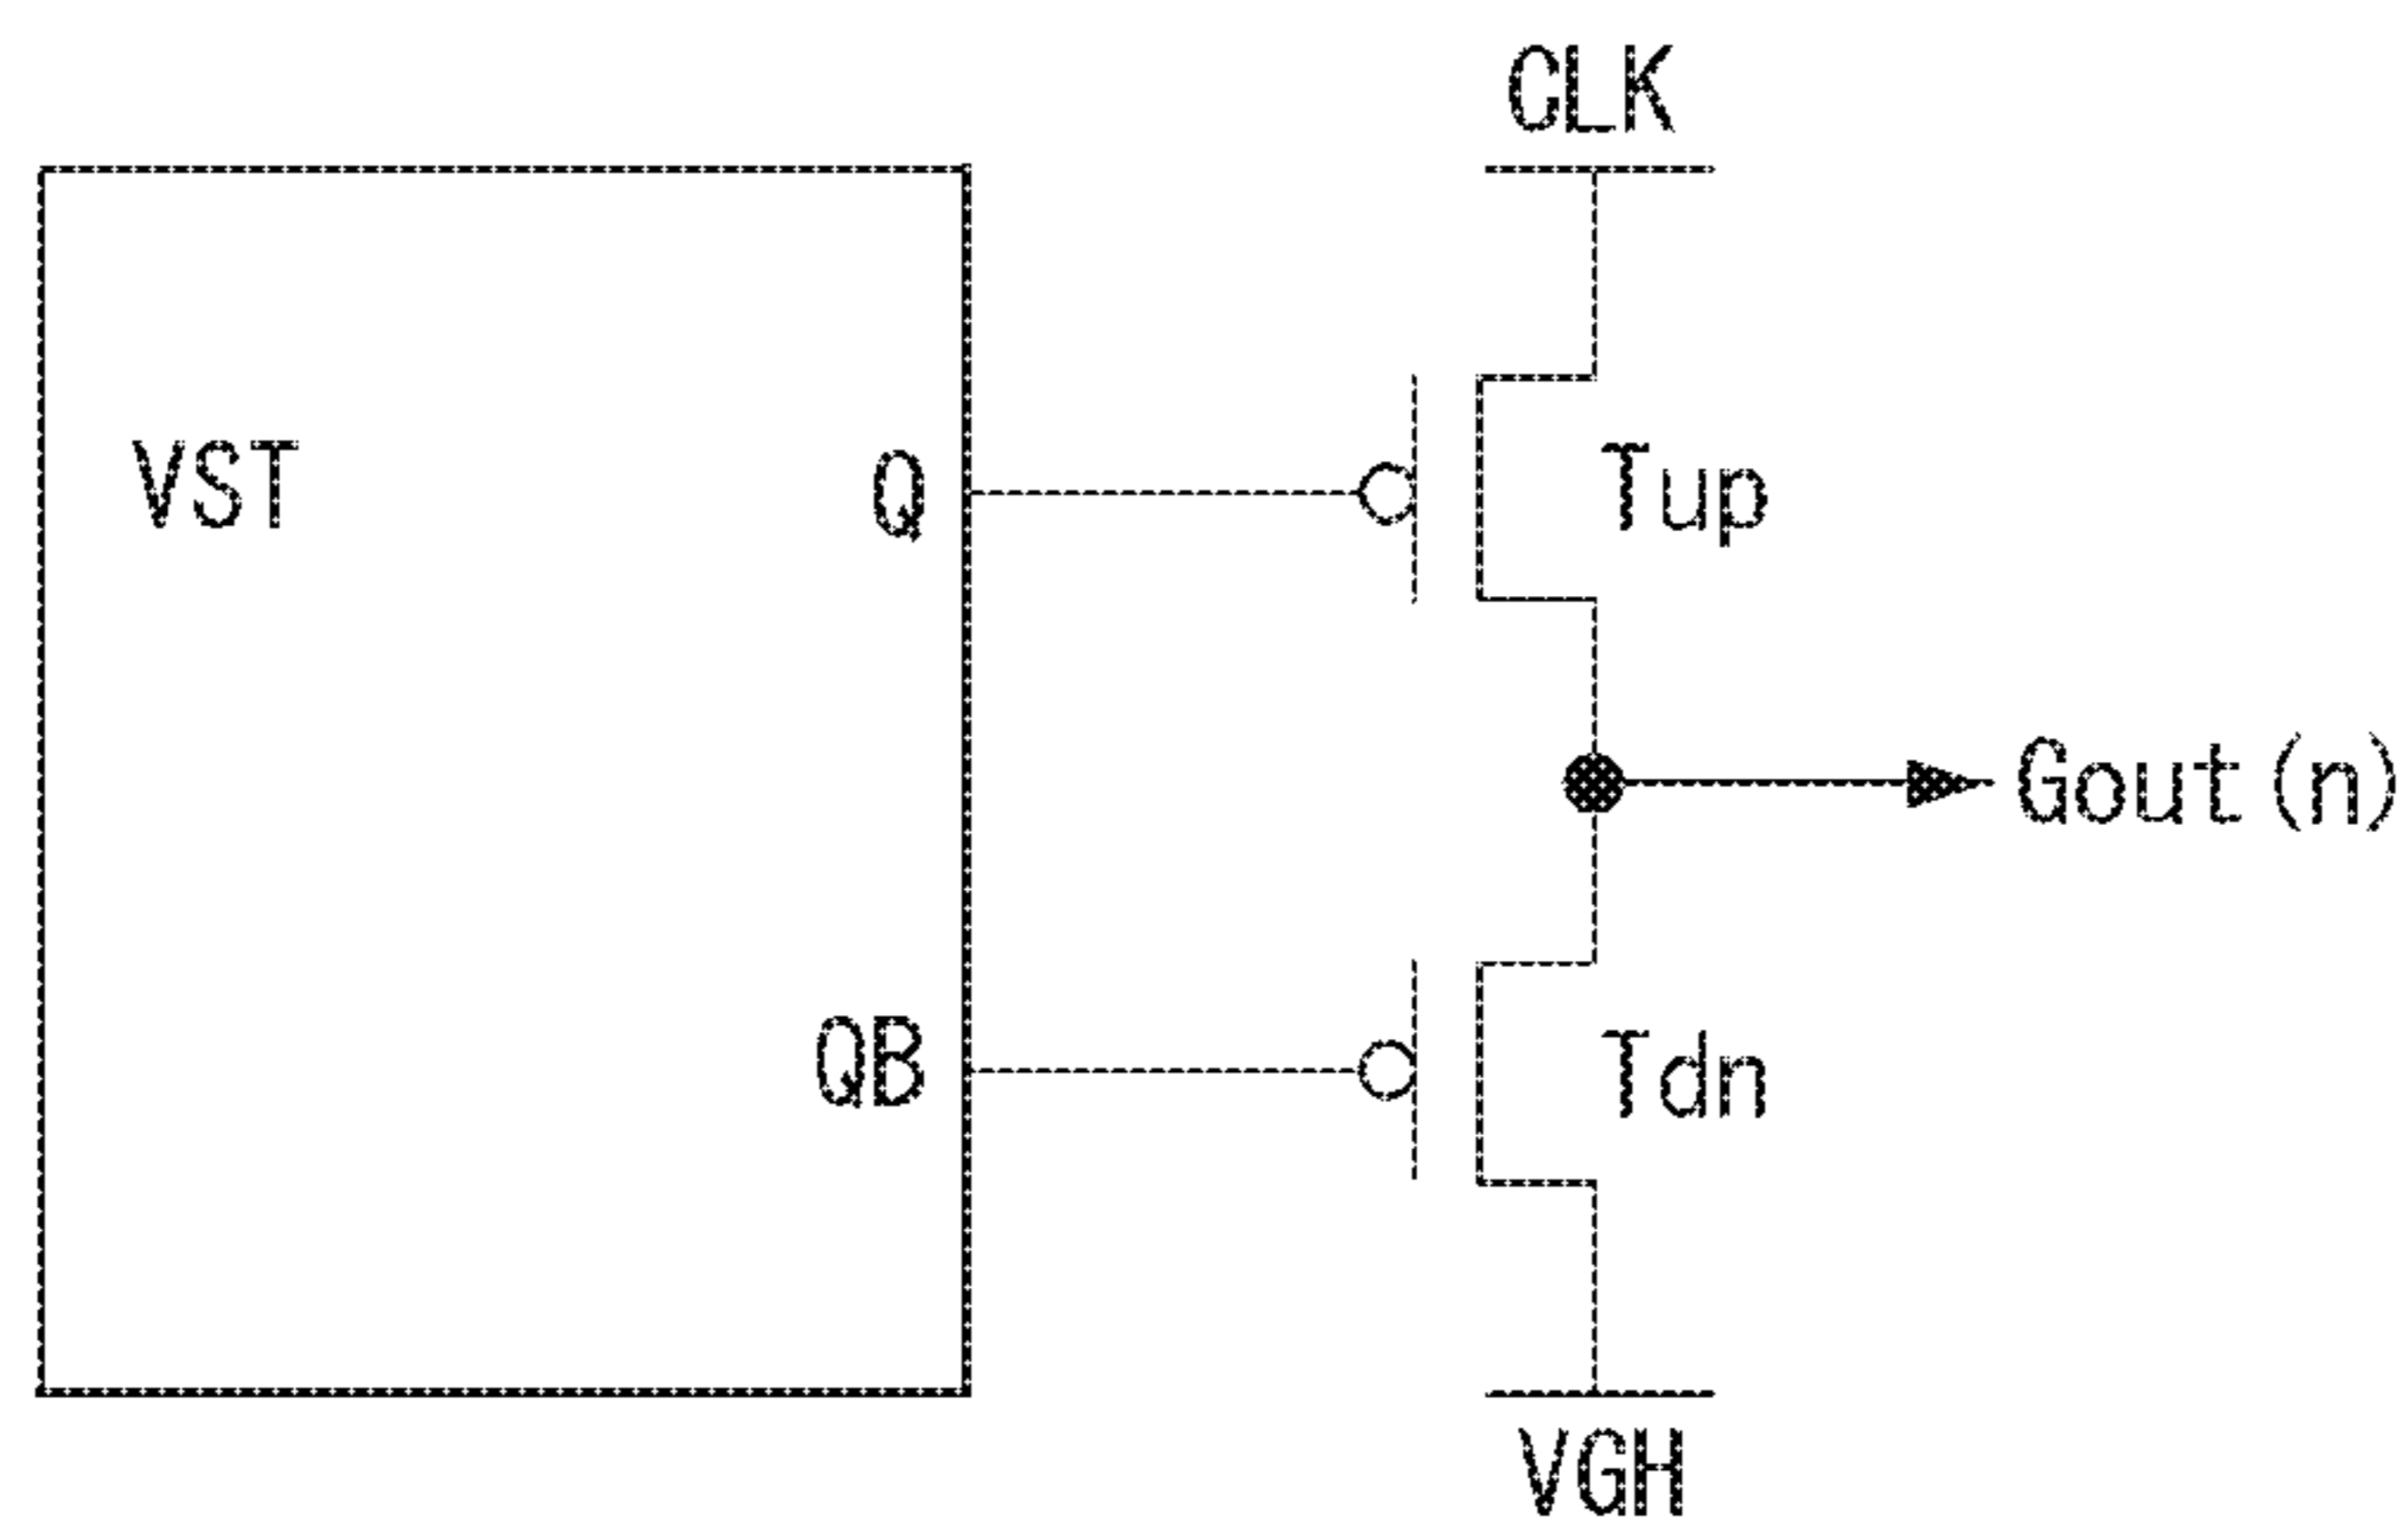 CLK
VST
Q
Tup
Gout(n)
QB
Tdn
VGH